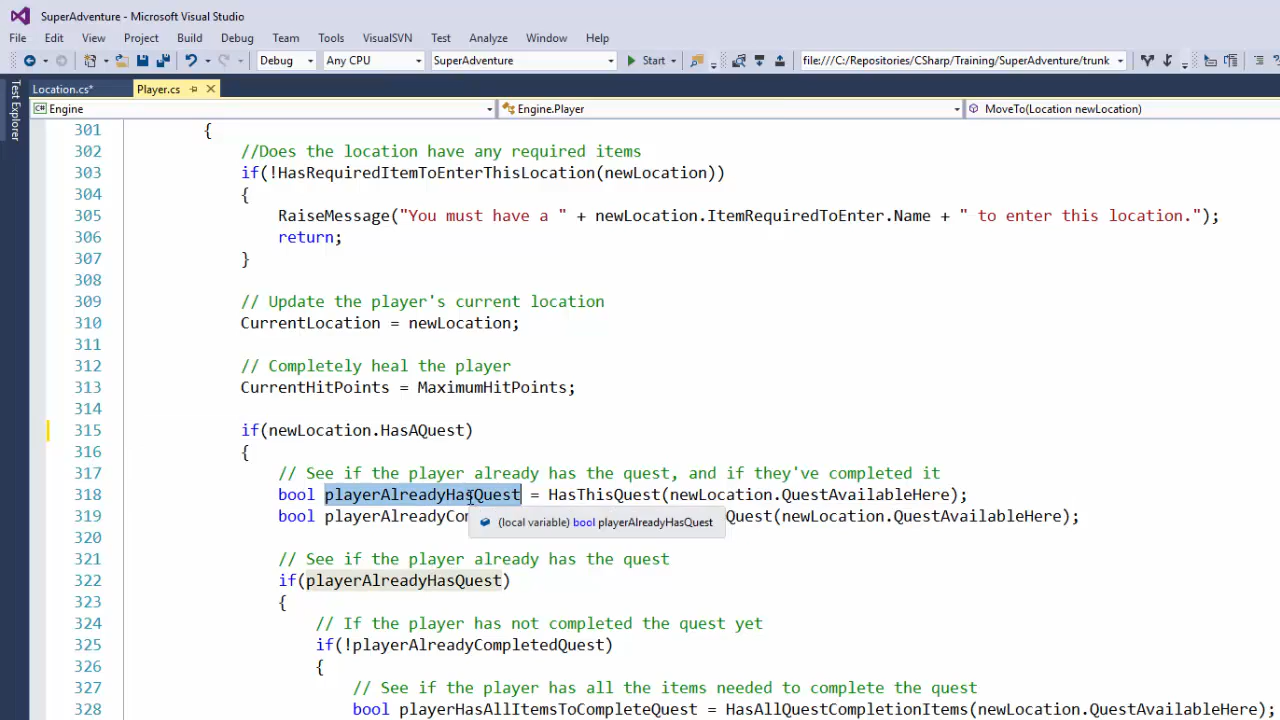 SuperAdventure - Microsoft Visual Studio
File Edit View Project Build Debug Team Tools VisualSVN Test Analyze Window Help
Debug Any CPU SuperAdventure Start file:///C:/Repositories/CSharp/Training/SuperAdventure/trunk
Test Explorer
Location.cs* Player.cs
C# Engine Engine.Player MoveTo(Location newLocation)
301 {
302 //Does the location have any required items
303 if(!HasRequiredItemToEnterThisLocation(newLocation))
304 {
305 RaiseMessage("You must have a " + newLocation.ItemRequiredToEnter.Name + " to enter this location.");
306 return;
307 }
308
309 // Update the player's current location
310 CurrentLocation = newLocation;
311
312 // Completely heal the player
313 CurrentHitPoints = MaximumHitPoints;
314
315 if(newLocation.HasAQuest)
316 {
317 // See if the player already has the quest, and if they've completed it
318 bool playerAlreadyHasQuest = HasThisQuest(newLocation.QuestAvailableHere);
319 bool playerAlreadyCom Quest(newLocation.QuestAvailableHere);
(local variable) bool playerAlreadyHasQuest
320
321 // See if the player already has the quest
322 if(playerAlreadyHasQuest)
323 {
324 // If the player has not completed the quest yet
325 if(!playerAlreadyCompletedQuest)
326 {
327 // See if the player has all the items needed to complete the quest
328 bool playerHasAllItemsToCompleteQuest = HasAllQuestCompletionItems(newLocation.QuestAvailableHere);